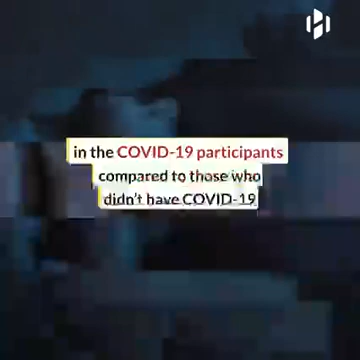 in the COVID-19 participants
compared to those who
didn't have COVID-19